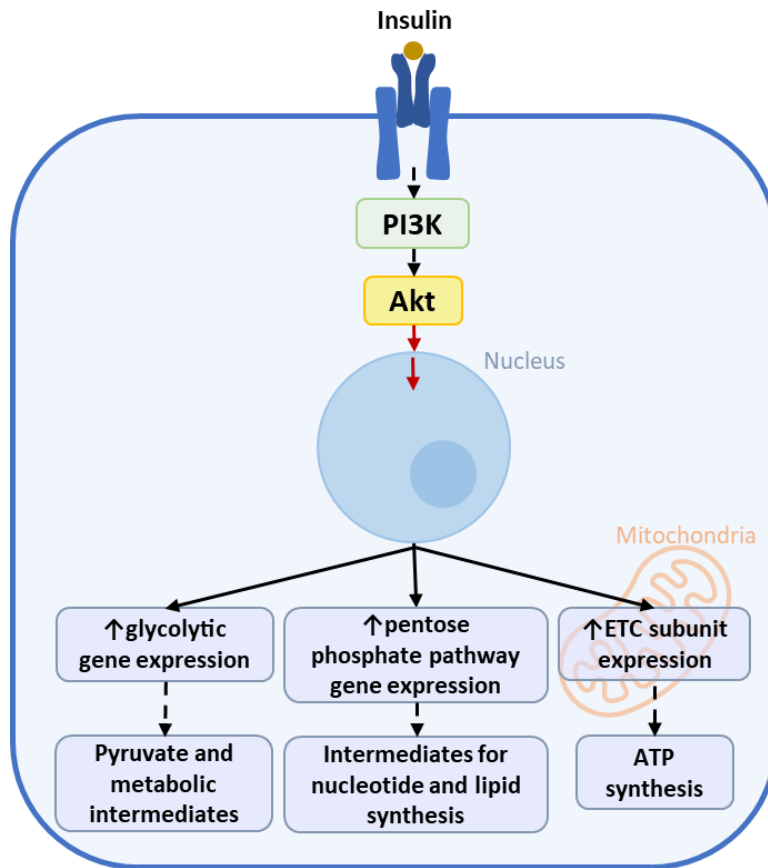 Insulin
PI3K
Akt
Nucleus
Mitochondria
↑glycolytic
gene expression
↑pentose
phosphate pathway
gene expression
↑ETC subunit
expression
Pyruvate and
metabolic
intermediates
Intermediates for
nucleotide and lipid
synthesis
ATP
synthesis